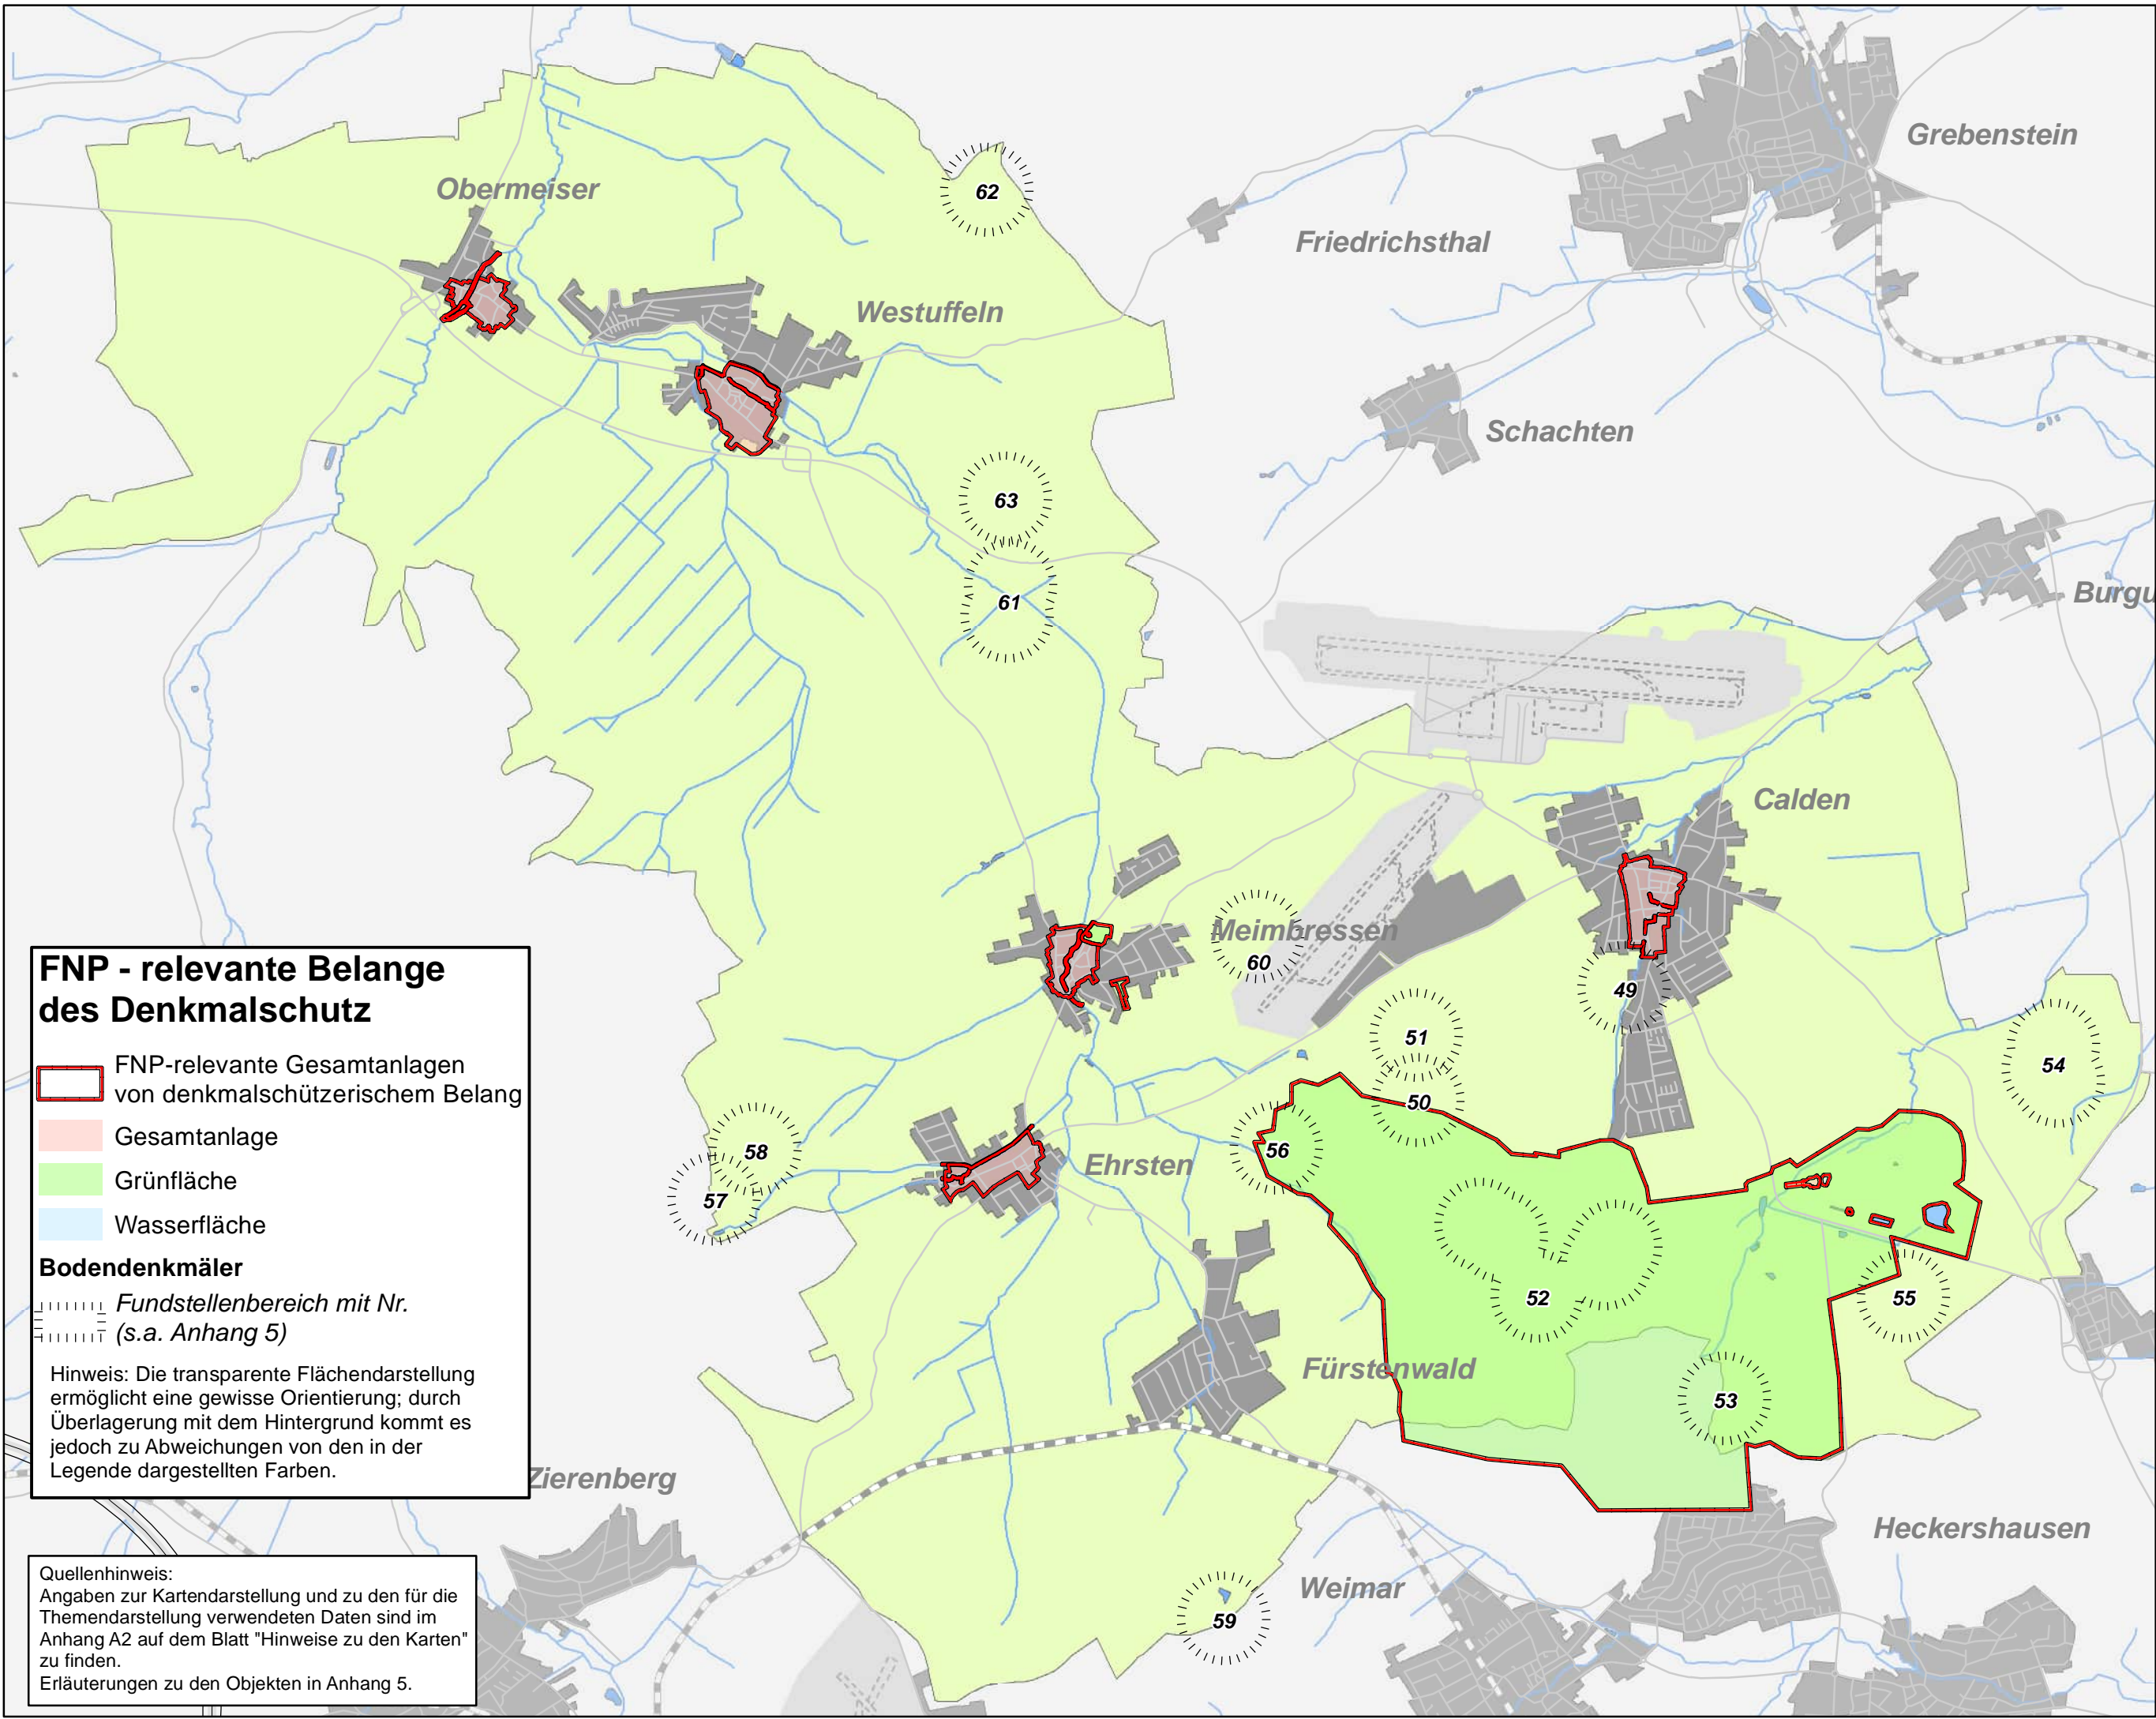 Grebenstein
Obermeiser
62
Friedrichsthal
Westuffeln
Schachten
63
61
Burgu
Calden
Meimbressen
60
49
51
50
54
58
57
Ehrsten
56
52
55
53
Fürstenwald
Zierenberg
Heckershausen
Weimar
59
FNP - relevante Belange
des Denkmalschutz
FNP-relevante Gesamtanlagen
von denkmalschützerischem Belang
Gesamtanlage
Grünfläche
Wasserfläche
Bodendenkmäler
Fundstellenbereich mit Nr.
(s.a. Anhang 5)
Hinweis: Die transparente Flächendarstellung
ermöglicht eine gewisse Orientierung; durch
Überlagerung mit dem Hintergrund kommt es
jedoch zu Abweichungen von den in der
Legende dargestellten Farben.
Quellenhinweis:
Angaben zur Kartendarstellung und zu den für die
Themendarstellung verwendeten Daten sind im
Anhang A2 auf dem Blatt "Hinweise zu den Karten"
zu finden.
Erläuterungen zu den Objekten in Anhang 5.